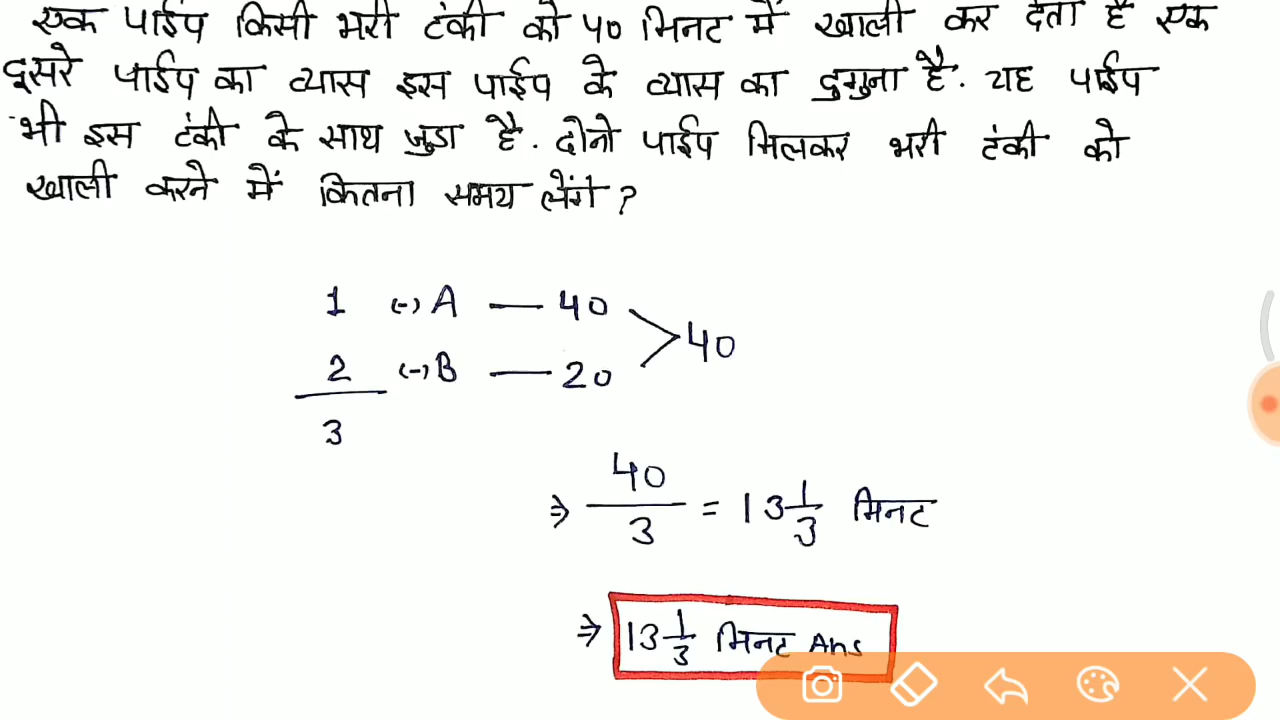 एक पाईप किसी भरी टंकी को 40 मिनट में खाली कर देता है एक
दुसरे पाईप का व्यास इस पाईप के व्यास का दुगुना है. यह पाईप
भी इस टंकी के साथ जुडा है. दोनो पाईप मिलकर भरी टंकी को
खाली करने में कितना समय लेंगे ?
1 (-) A — 40
40
2 (-) B — 20
3
⇒ 40/3 = 13 1/3 मिनट
⇒ 13 1/3 मिनट Ans